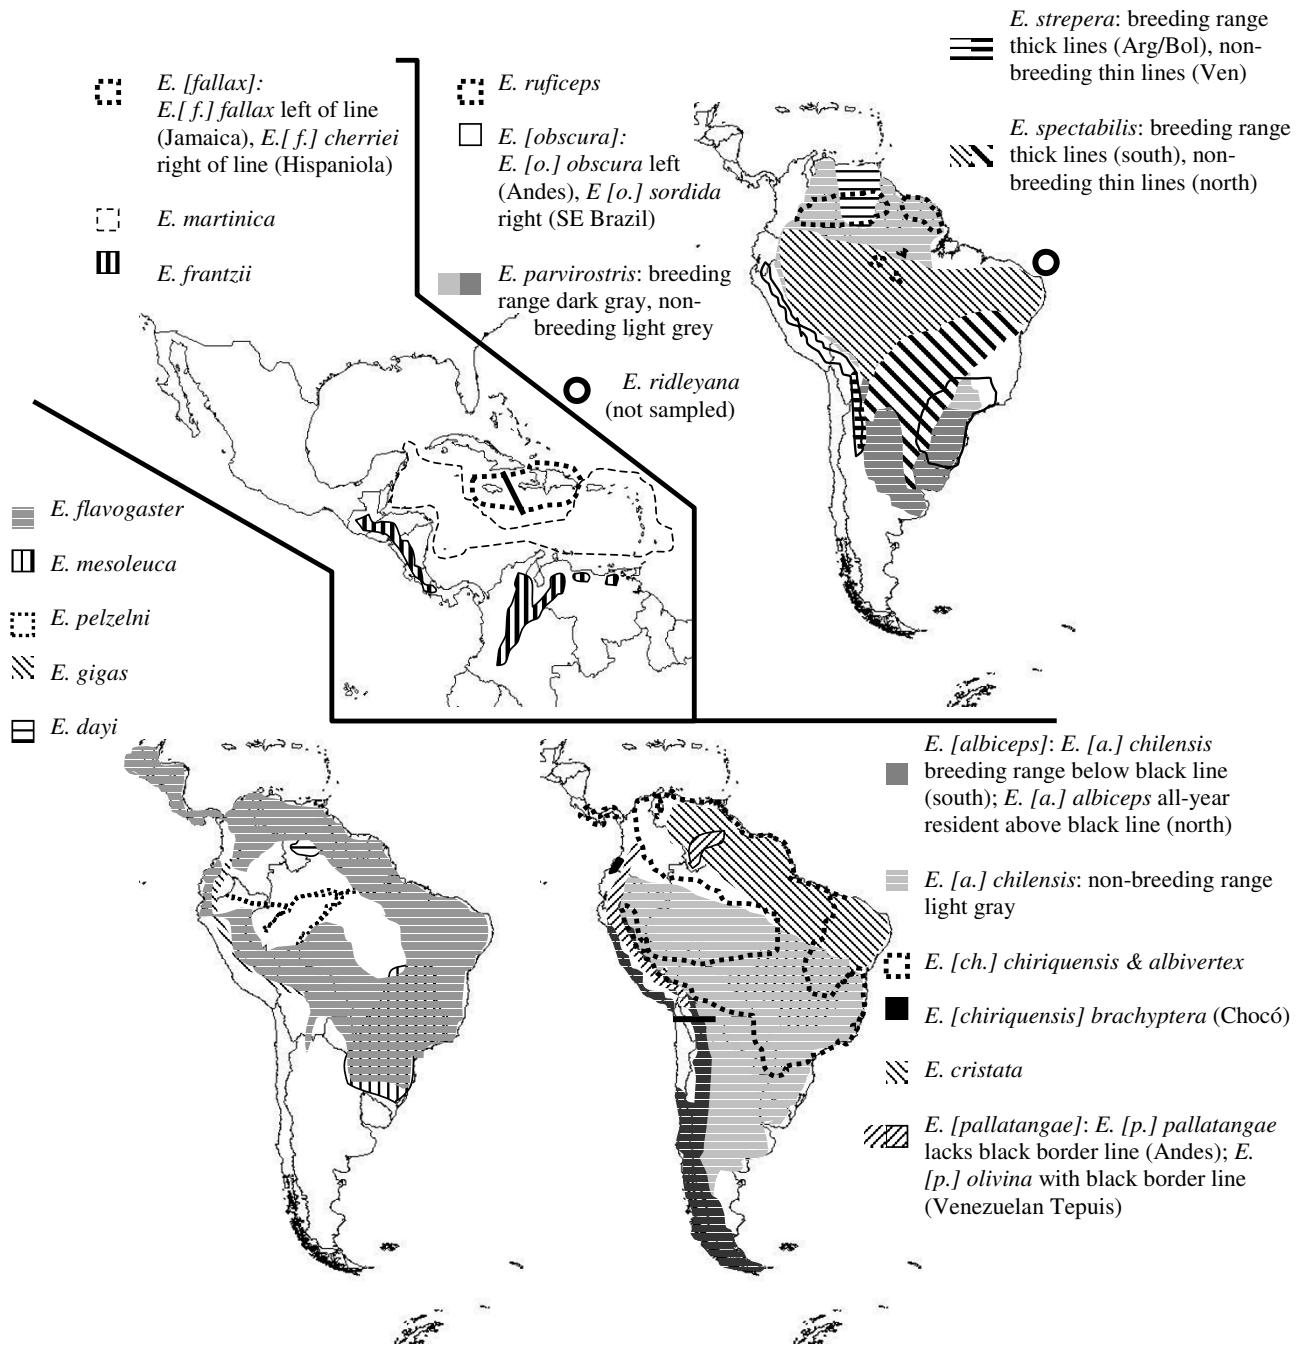 E. [fallax]:
E.[ f.] fallax left of line
(Jamaica), E.[ f.] cherriei
right of line (Hispaniola)
E. martinica
E. frantzii
E. ruficeps
E. [obscura]:
E. [o.] obscura left
(Andes), E [o.] sordida
right (SE Brazil)
E. parvirostris: breeding
range dark gray, non-
breeding light grey
E. ridleyana
(not sampled)
E. strepera: breeding range
thick lines (Arg/Bol), non-
breeding thin lines (Ven)
E. spectabilis: breeding range
thick lines (south), non-
breeding thin lines (north)
E. flavogaster
E. mesoleuca
E. pelzelni
E. gigas
E. dayi
E. [albiceps]: E. [a.] chilensis
breeding range below black line
(south); E. [a.] albiceps all-year
resident above black line (north)
E. [a.] chilensis: non-breeding range
light gray
E. [ch.] chiriquensis & albivertex
E. [chiriquensis] brachyptera (Chocó)
E. cristata
E. [pallatangae]: E. [p.] pallatangae
lacks black border line (Andes); E.
[p.] olivina with black border line
(Venezuelan Tepuis)